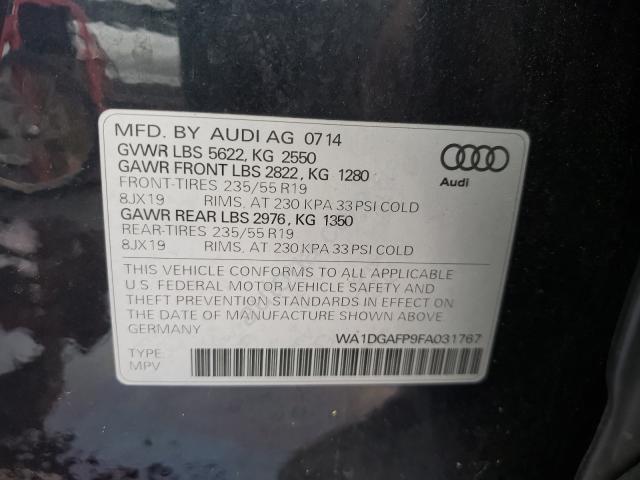 MFD. BY AUDI AG 07 14
GVWR LBS 5622, KG 2550
GAWR FRONT LBS 2822, KG 1280
FRONT-TIRES 235/55 R19
8JX19 RIMS, AT 230 KPA 33 PSI COLD
GAWR REAR LBS 2976, KG 1350
REAR-TIRES 235/55 R19
8JX19 RIMS, AT 230 KPA 33 PSI COLD
Audi
THIS VEHICLE CONFORMS TO ALL APPLICABLE
U.S. FEDERAL MOTOR VEHICLE SAFETY AND
THEFT PREVENTION STANDARDS IN EFFECT ON
THE DATE OF MANUFACTURE SHOWN ABOVE.
GERMANY
WA1DGAFP9FA031767
TYPE:
MPV